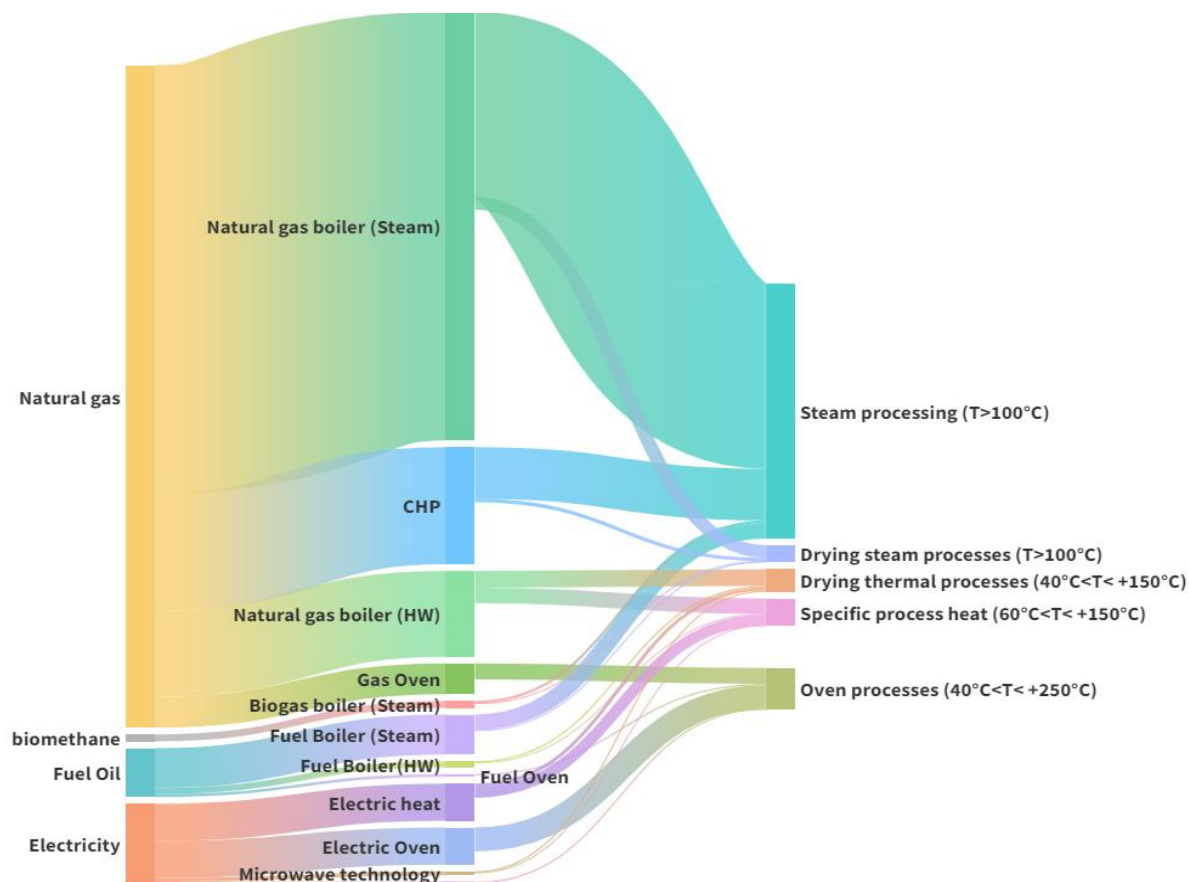 Natural gas boiler (Steam)
Natural gas
Steam processing (T>100°C)
CHP
Drying steam processes (T>100°C)
Drying thermal processes (40°C<T< +150°C)
Natural gas boiler (HW)
Specific process heat (60°C<T< +150°C)
Gas Oven
Oven processes (40°C<T< +250°C)
Biogas boiler (Steam)
biomethane
Fuel Boiler (Steam)
Fuel Boiler(HW)
Fuel Oil
Fuel Oven
Electric heat
Electricity
Electric Oven
Microwave technology